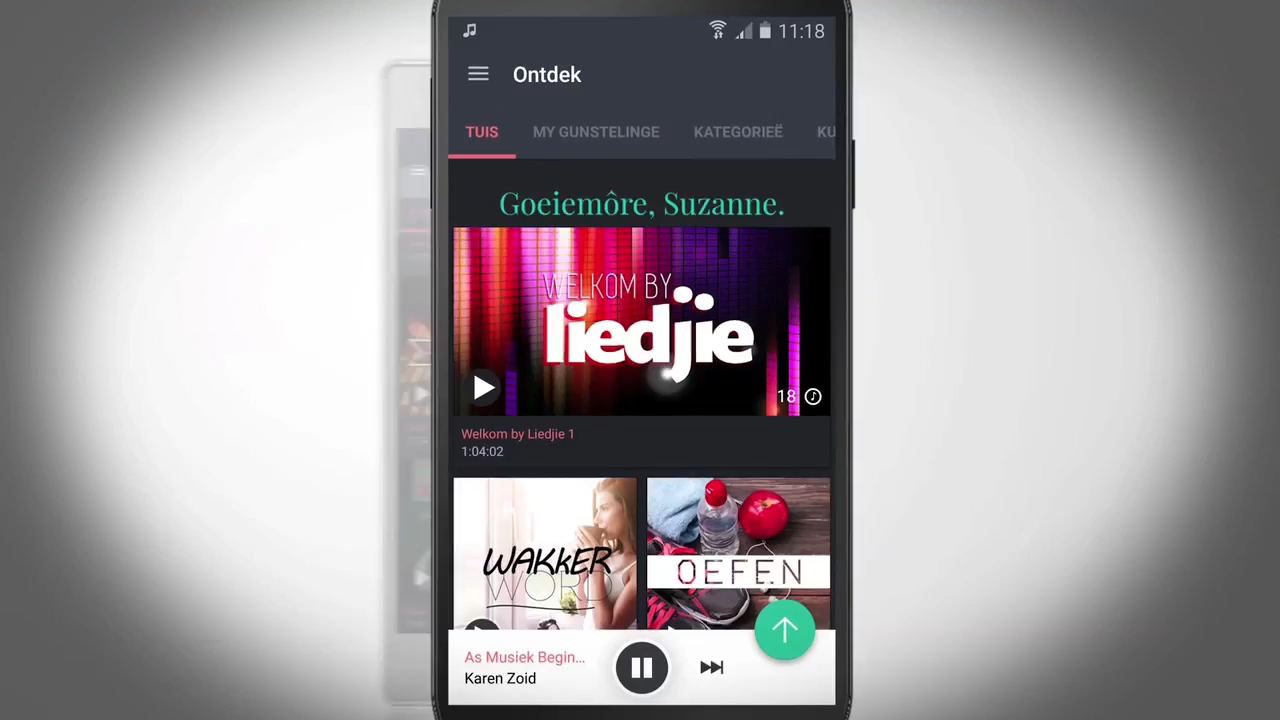 11:18
Ontdek
TUIS MY GUNSTELINGE KATEGORIEË KU
Goeiemôre, Suzanne.
WELKOM BY
liedjie
18
Welkom by Liedjie 1
1:04:02
WAKKER
WORD
OEFEN
As Musiek Begin...
Karen Zoid